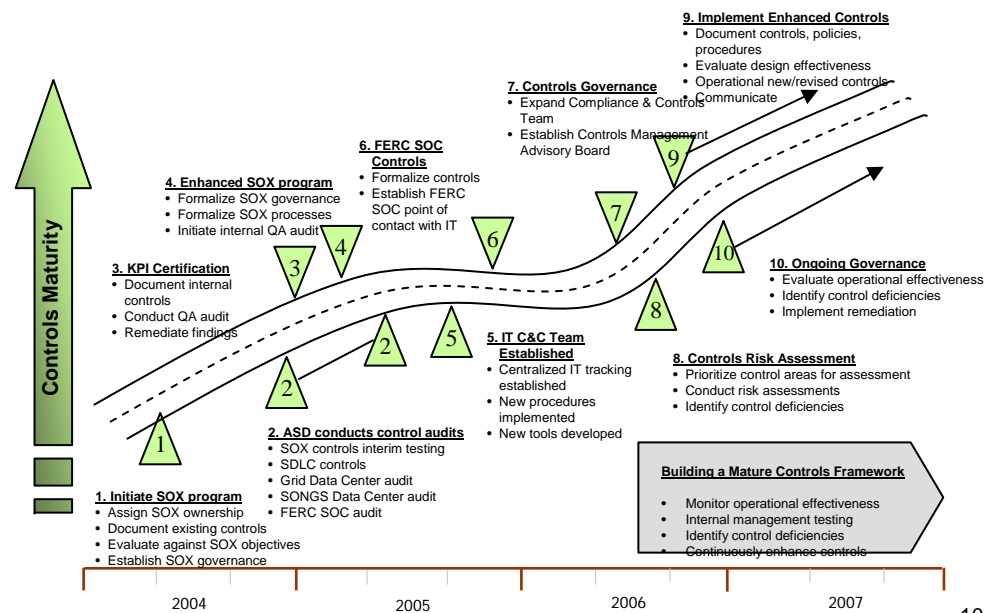 9. Implement Enhanced Controls
• Document controls, policies,
procedures
• Evaluate design effectiveness
• Operational new/revised controls
• Communicate
7. Controls Governance
• Expand Compliance & Controls
Team
• Establish Controls Management
Advisory Board
6. FERC SOC
Controls
• Formalize controls
• Establish FERC
SOC point of
contact with IT
4. Enhanced SOX program
• Formalize SOX governance
• Formalize SOX processes
• Initiate internal QA audit
3. KPI Certification
• Document internal
controls
• Conduct QA audit
• Remediate findings
Controls Maturity
9
7
6
4
3
10
8
5
2
2
1
10. Ongoing Governance
• Evaluate operational effectiveness
• Identify control deficiencies
• Implement remediation
5. IT C&C Team
Established
• Centralized IT tracking
established
• New procedures
implemented
• New tools developed
8. Controls Risk Assessment
• Prioritize control areas for assessment
• Conduct risk assessments
• Identify control deficiencies
2. ASD conducts control audits
• SOX controls interim testing
• SDLC controls
• Grid Data Center audit
• SONGS Data Center audit
• FERC SOC audit
1. Initiate SOX program
• Assign SOX ownership
• Document existing controls
• Evaluate against SOX objectives
• Establish SOX governance
Building a Mature Controls Framework
• Monitor operational effectiveness
• Internal management testing
• Identify control deficiencies
• Continuously enhance controls
2004
2005
2006
2007